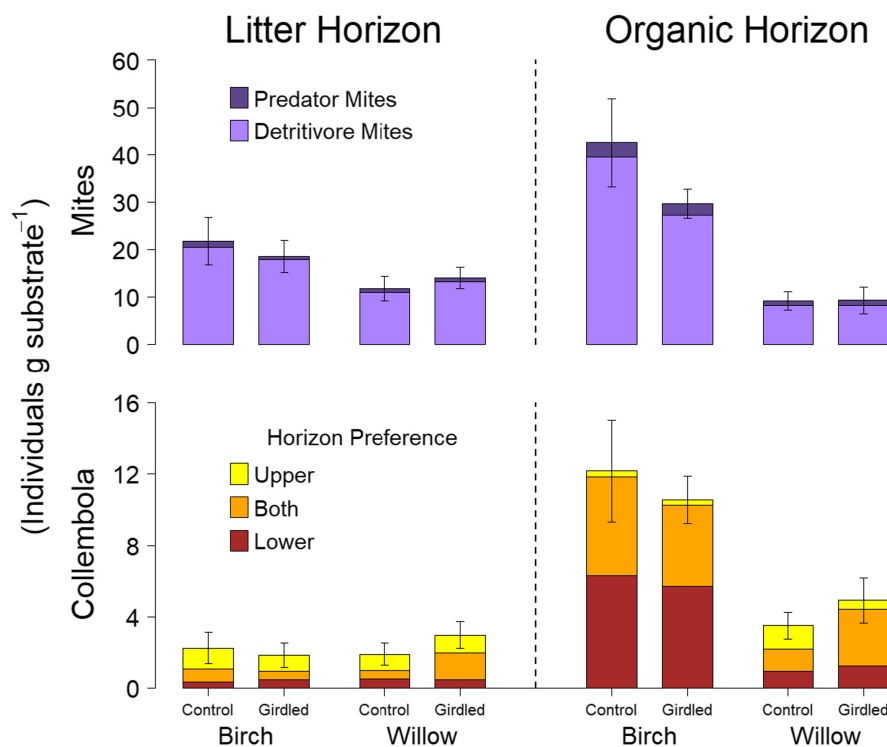 Litter Horizon Organic Horizon
60
50
40
30
20
10
0
Predator Mites
Detritivore Mites
Mites
(Individuals g substrate⁻¹)
Collembola
16
12
8
4
0
Horizon Preference
Upper
Both
Lower
Control Girdled Control Girdled Control Girdled Control Girdled
Birch Willow Birch Willow